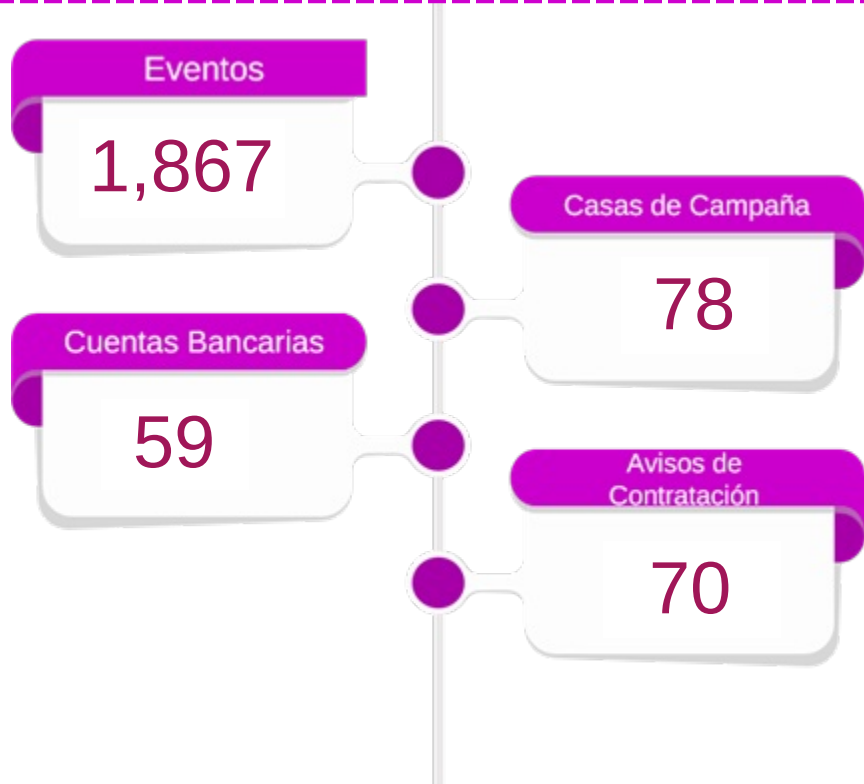 Eventos
1,867
Casas de Campaña
78
Cuentas Bancarias
59
Avisos de
Contratación
70